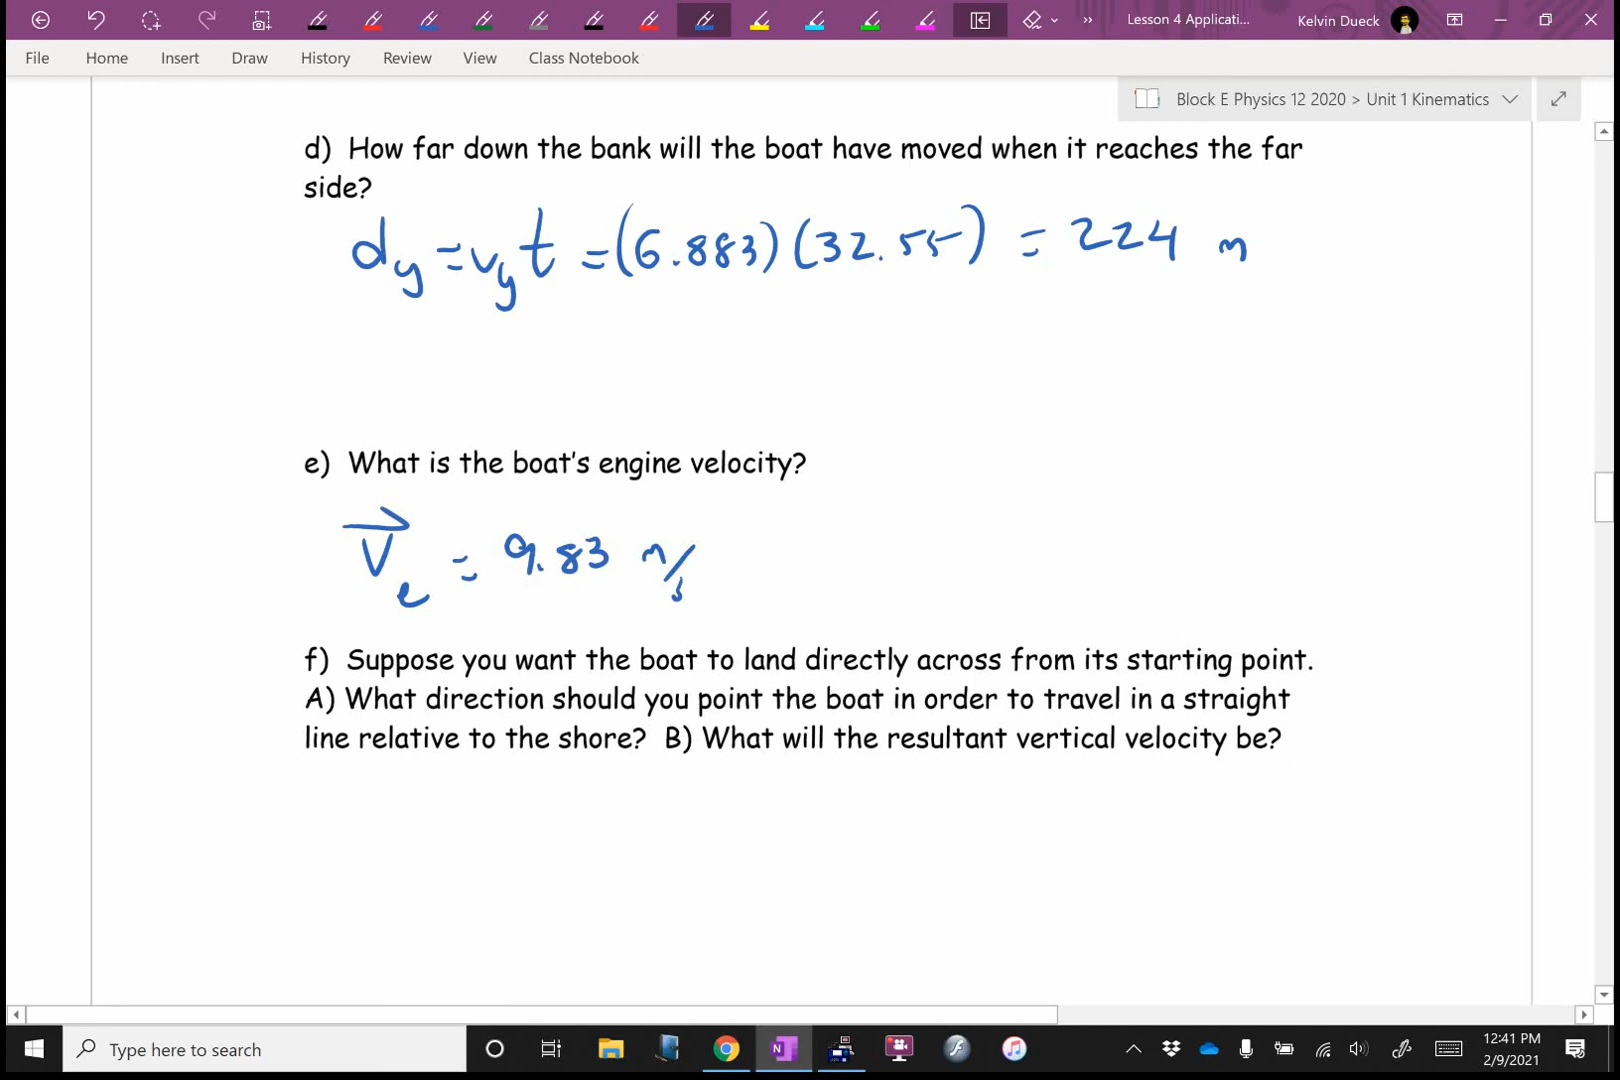 Lesson 4 Applicati...
Kelvin Dueck
File Home Insert Draw History Review View Class Notebook
Block E Physics 12 2020 > Unit 1 Kinematics
d) How far down the bank will the boat have moved when it reaches the far
side?
dy = vy t = (6.883)(32.55) = 224 m
e) What is the boat's engine velocity?
Ve = 9.83 m/s
f) Suppose you want the boat to land directly across from its starting point.
A) What direction should you point the boat in order to travel in a straight
line relative to the shore? B) What will the resultant vertical velocity be?
Type here to search
12:41 PM
2/9/2021